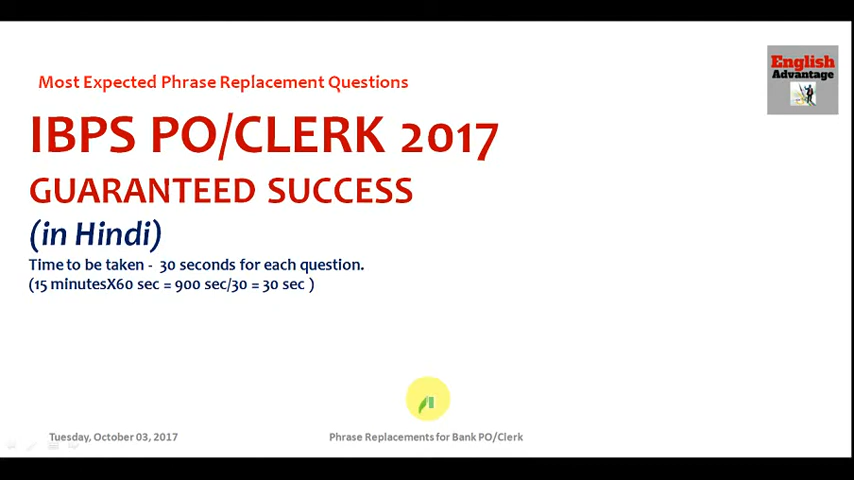 English
Advantage
Most Expected Phrase Replacement Questions
IBPS PO/CLERK 2017
GUARANTEED SUCCESS
(in Hindi)
Time to be taken - 30 seconds for each question.
(15 minutesX60 sec = 900 sec/30 = 30 sec )
Tuesday, October 03, 2017
Phrase Replacements for Bank PO/Clerk